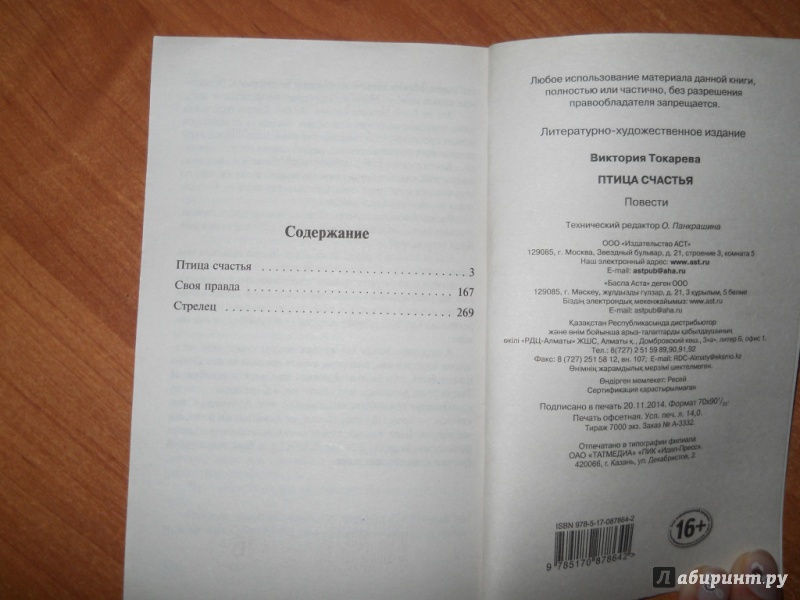 Содержание
Птица счастья 3
Своя правда 167
Стрелец 269
Любое использование материала данной книги,
полностью или частично, без разрешения
правообладателя запрещается.
Литературно-художественное издание
Виктория Токарева
ПТИЦА СЧАСТЬЯ
Повести
Технический редактор О. Панкрашина
ООО «Издательство АСТ»
129085, г. Москва, Звездный бульвар, д. 21, строение 3, комната 5
Наш электронный адрес: www.ast.ru
E-mail: astpub@aha.ru
«Баспа Аста» деген ООО
129085, г. Мәскеу, жұлдызды гүлзар, д. 21, 3 құрылым, 5 бөлме
Біздің электрондық мекенжайымыз: www.ast.ru
E-mail: astpub@aha.ru
Қазақстан Республикасында дистрибьютор
және өнім бойынша арыз-талаптарды қабылдаушының
өкілі «РДЦ-Алматы» ЖШС, Алматы қ., Домбровский көш., 3«а», литер Б, офис 1.
Тел.: 8(727) 2 51 59 89,90,91,92
Факс: 8 (727) 251 58 12, вн. 107; E-mail: RDC-Almaty@eksmo.kz
Өнімнің жарамдылық мерзімі шектелмеген.
Өндірген мемлекет: Ресей
Сертификация қарастырылмаған
Подписано в печать 20.11.2014. Формат 70x90 1/32
Печать офсетная. Усл. печ. л. 14,0.
Тираж 7000 экз. Заказ № А-3332.
Отпечатано в типографии филиала
ОАО «ТАТМЕДИА» «ПИК «Идел-Пресс».
420066, г. Казань, ул. Декабристов, 2.
ISBN 978-5-17-087864-2
9 785170 878642 >
16+
Лабиринт.ру